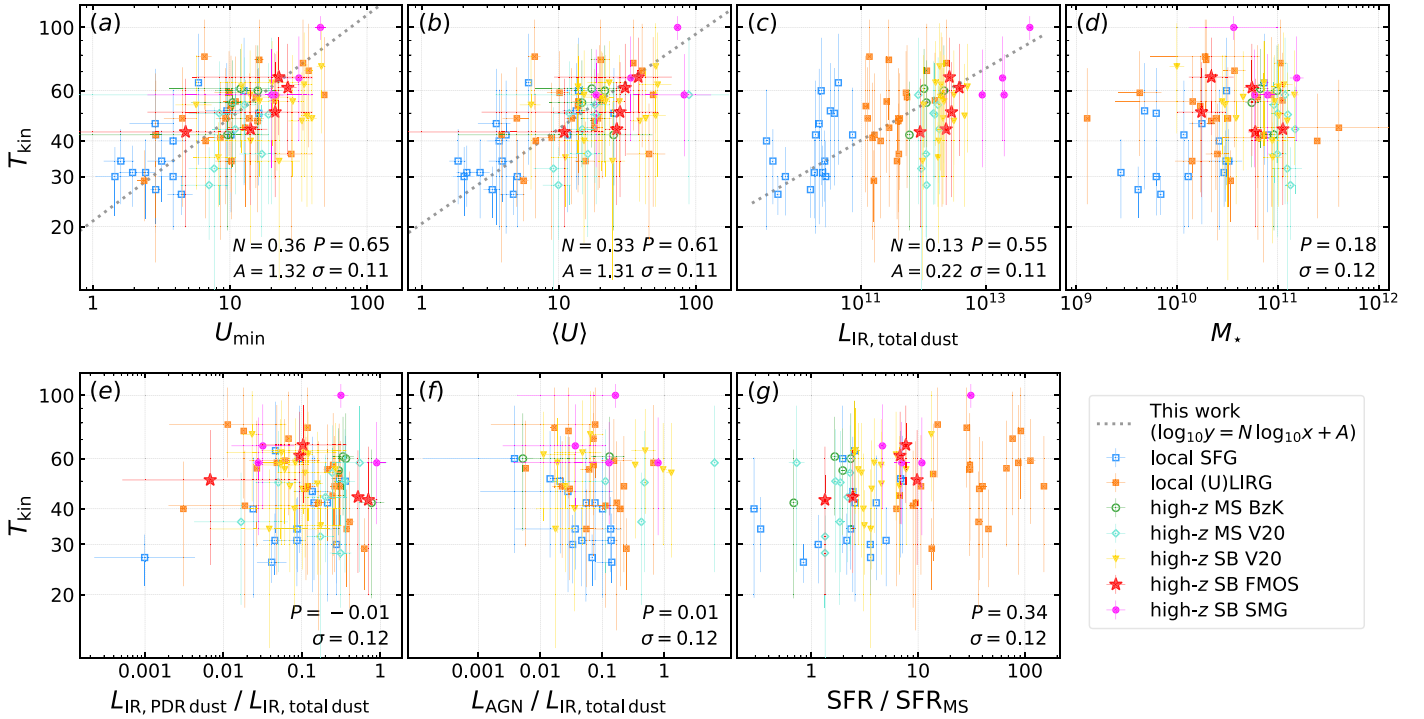 (a)
(b)
(c)
(d)
100
60
40
30
20
T_kin
N = 0.36 P = 0.65
A = 1.32 σ = 0.11
N = 0.33 P = 0.61
A = 1.31 σ = 0.11
N = 0.13 P = 0.55
A = 0.22 σ = 0.11
P = 0.18
σ = 0.12
1 10 100
1 10 100
10^11 10^13
10^9 10^10 10^11 10^12
U_min
⟨U⟩
L_IR, total dust
M_⋆
(e)
(f)
(g)
100
60
40
30
20
T_kin
P = −0.01
σ = 0.12
P = 0.01
σ = 0.12
P = 0.34
σ = 0.12
0.001 0.01 0.1 1
0.001 0.01 0.1 1
1 10 100
L_IR, PDR dust / L_IR, total dust
L_AGN / L_IR, total dust
SFR / SFR_MS
This work
(log₁₀y = N log₁₀x + A)
local SFG
local (U)LIRG
high-z MS BzK
high-z MS V20
high-z SB V20
high-z SB FMOS
high-z SB SMG